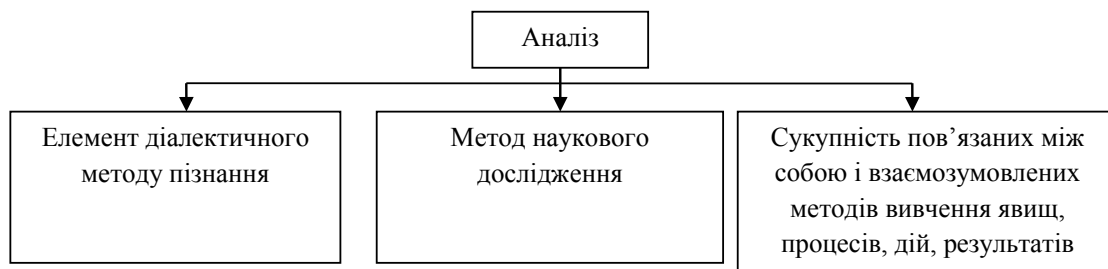 Аналіз
Елемент діалектичного
методу пізнання
Метод наукового
дослідження
Сукупність пов’язаних між
собою і взаємозумовлених
методів вивчення явищ,
процесів, дій, результатів